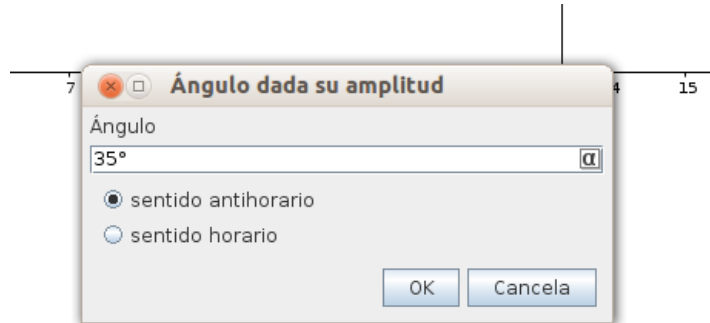 Ángulo dada su amplitud
7
4
15
Ángulo
35°
α
sentido antihorario
sentido horario
OK Cancela